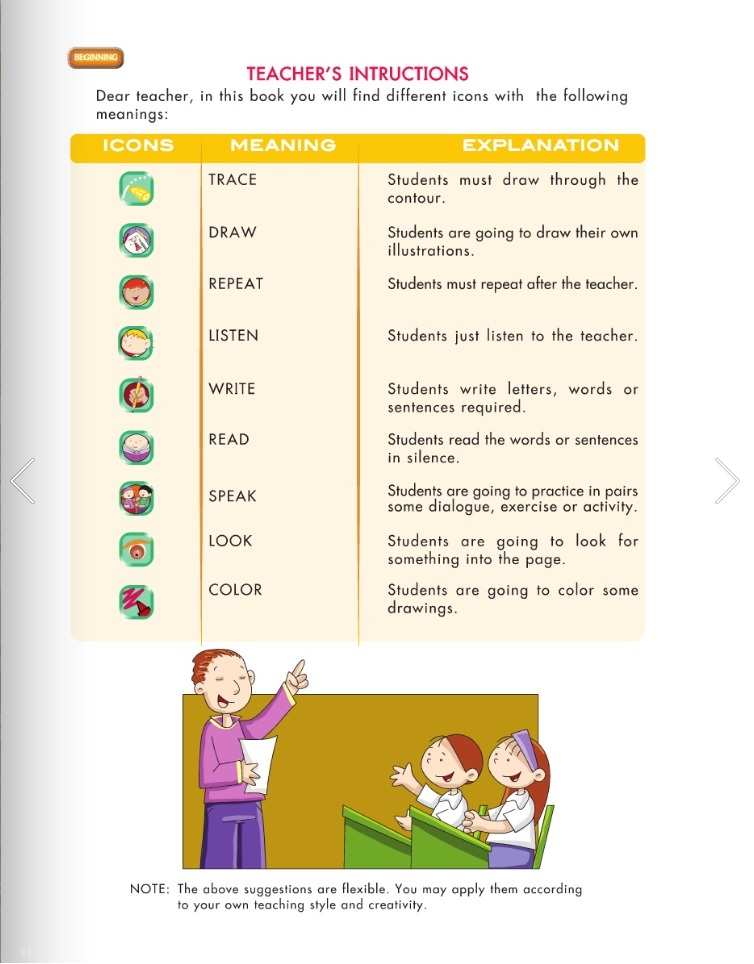 BEGINNING
TEACHER'S INTRUCTIONS
Dear teacher, in this book you will find different icons with the following
meanings:
ICONS MEANING EXPLANATION
TRACE Students must draw through the
contour.
DRAW Students are going to draw their own
illustrations.
REPEAT Students must repeat after the teacher.
LISTEN Students just listen to the teacher.
WRITE Students write letters, words or
sentences required.
READ Students read the words or sentences
in silence.
SPEAK Students are going to practice in pairs
some dialogue, exercise or activity.
LOOK Students are going to look for
something into the page.
COLOR Students are going to color some
drawings.
NOTE: The above suggestions are flexible. You may apply them according
to your own teaching style and creativity.